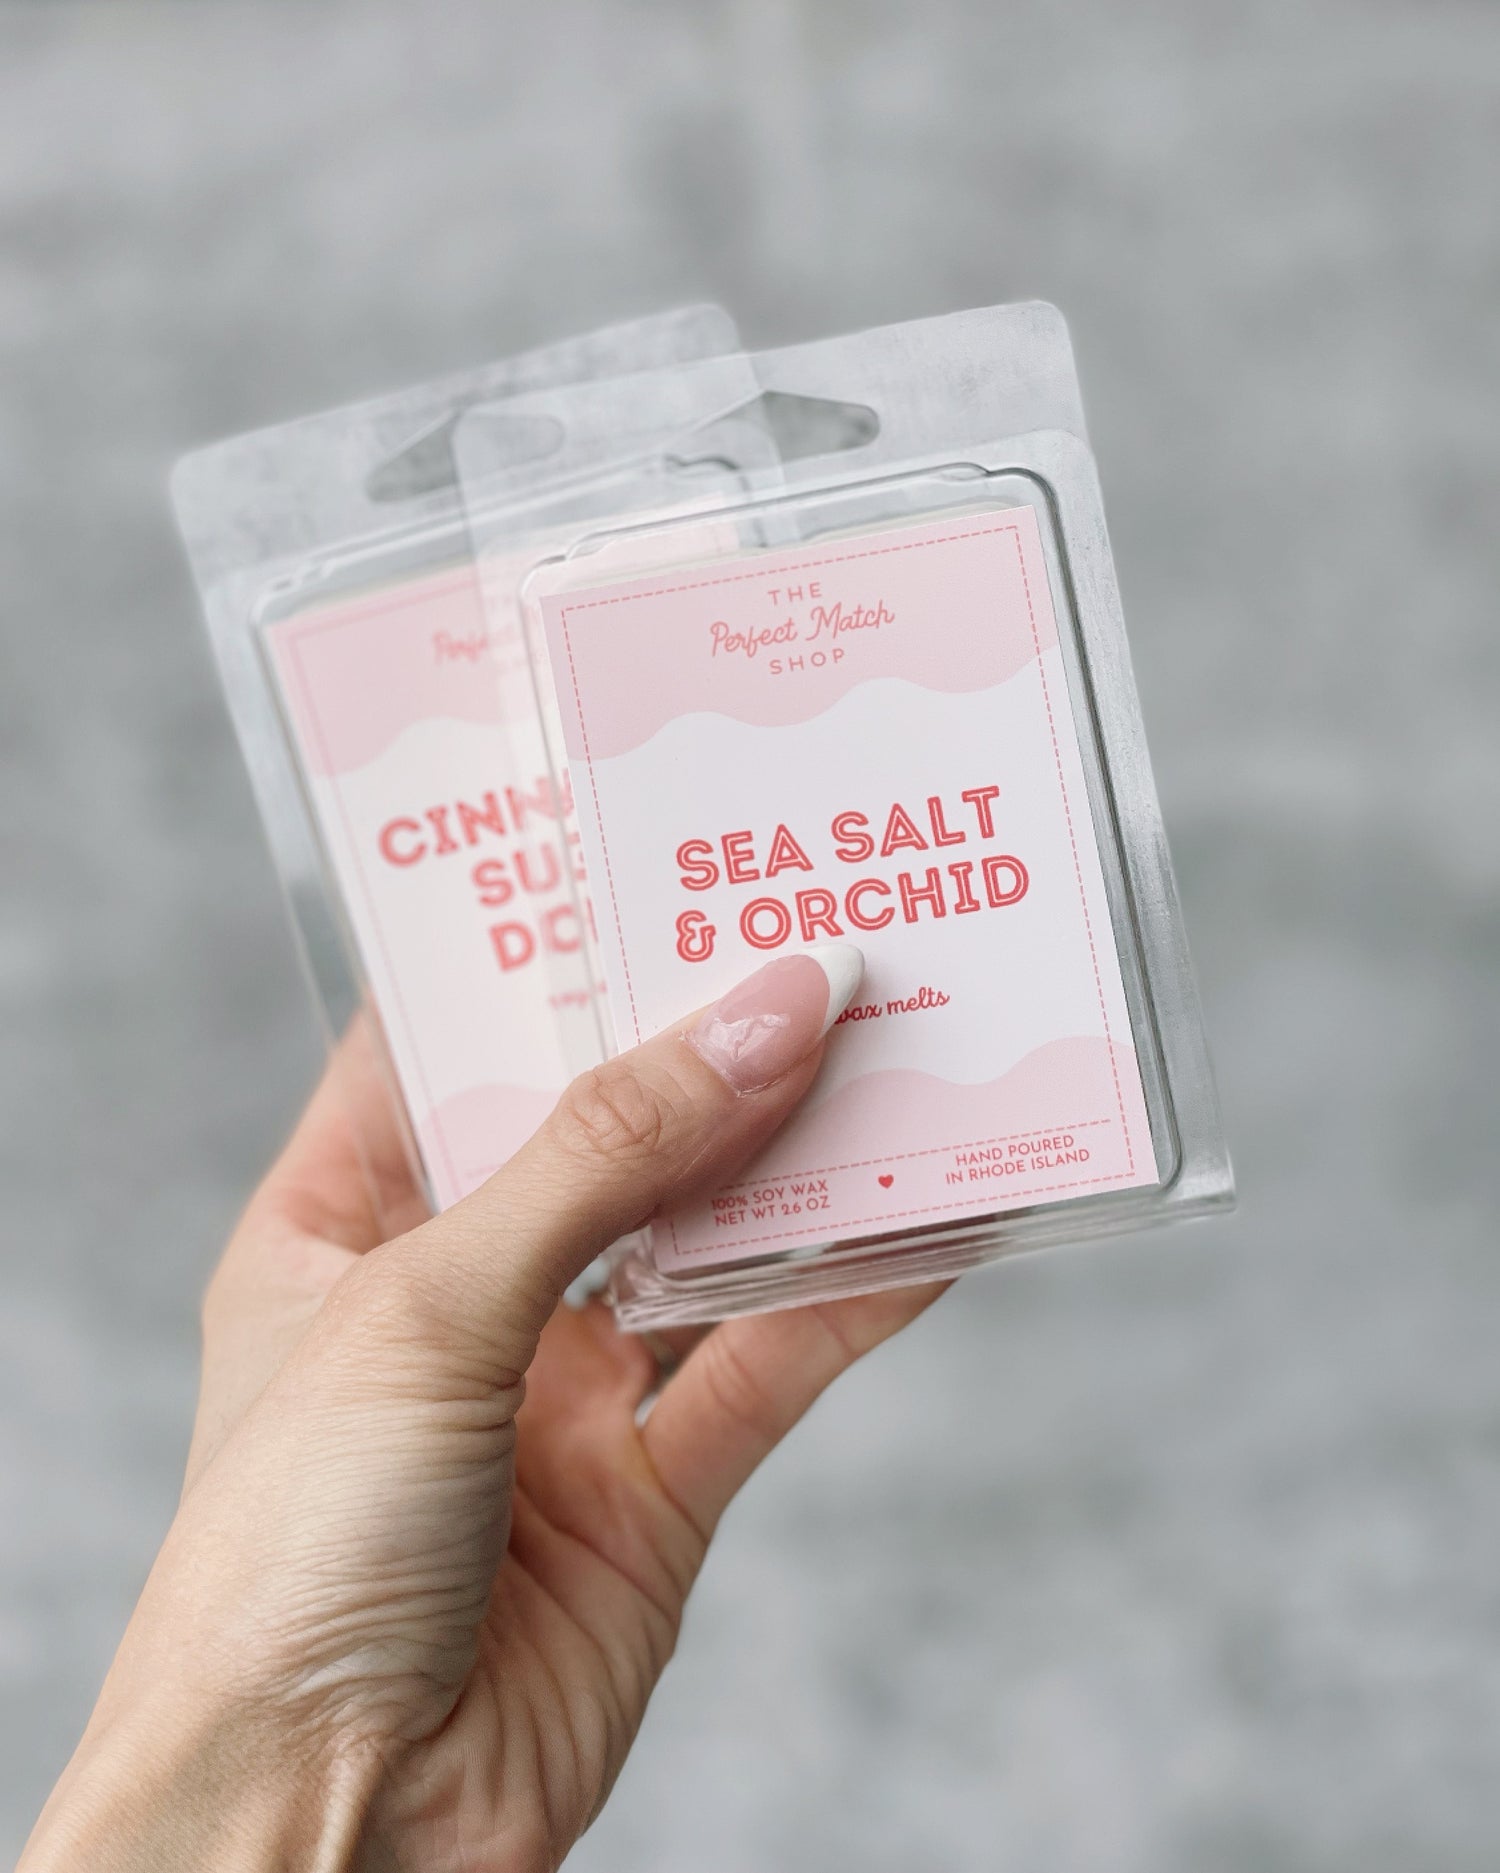 THE
Perfect Match
SHOP
SEA SALT
& ORCHID
wax melts
100% SOY WAX
NET WT 2.6 OZ
HAND POURED
IN RHODE ISLAND
Perfect